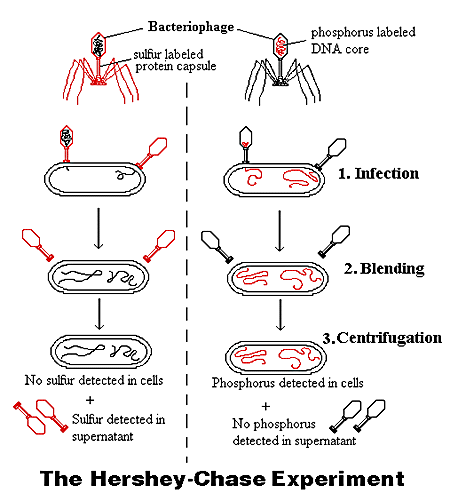 Bacteriophage
sulfur labeled
protein capsule
phosphorus labeled
DNA core
1. Infection
2. Blending
3. Centrifugation
No sulfur detected in cells
+
Sulfur detected in
supernatant
Phosphorus detected in cells
+
No phosphorus
detected in supernatant
The Hershey-Chase Experiment